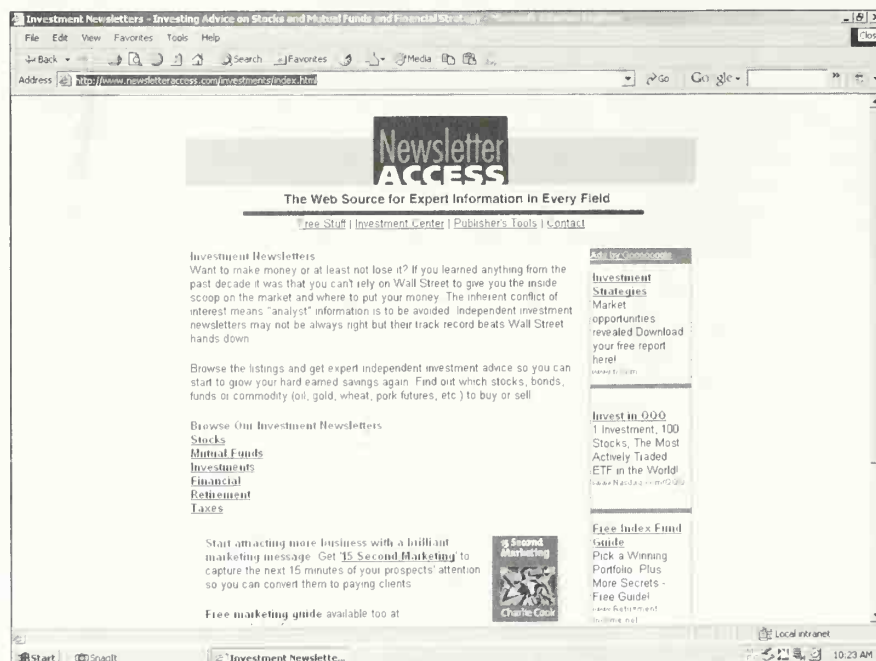 Investment Newsletters - Investing Advice on Stocks and Mutual Funds and Financial Strategy -
File Edit View Favorites Tools Help
Clos
Back Search Favorites Media
Address http://www.newsletteraccess.com/investments/index.html Go Google
Newsletter
ACCESS
The Web Source for Expert Information in Every Field
Free Stuff | Investment Center | Publisher's Tools | Contact
Investment Newsletters
Want to make money or at least not lose it? If you learned anything from the
past decade it was that you can't rely on Wall Street to give you the inside
scoop on the market and where to put your money. The inherent conflict of
interest means "analyst" information is to be avoided. Independent investment
newsletters may not be always right but their track record beats Wall Street
hands down
Browse the listings and get expert independent investment advice so you can
start to grow your hard earned savings again. Find out which stocks, bonds,
funds or commodity (oil, gold, wheat, pork futures, etc.) to buy or sell
Browse Our Investment Newsletters
Stocks
Mutual Funds
Investments
Financial
Retirement
Taxes
Start attracting more business with a brilliant
marketing message. Get '15 Second Marketing' to
capture the next 15 minutes of your prospects' attention
so you can convert them to paying clients
Free marketing guide available too at
15 Second
Marketing
Charlie Cook
Ads by
Investment
Strategies
Market
opportunities
revealed Download
your free report
here!
Invest in QQQ
1 Investment, 100
Stocks, The Most
Actively Traded
ETF in the World!
www.Nasdaq.com/QQQ
Free Index Fund
Guide
Pick a Winning
Portfolio. Plus
More Secrets -
Free Guide!
Local intranet
Start SnagIt Investment Newslette... 10:23 AM